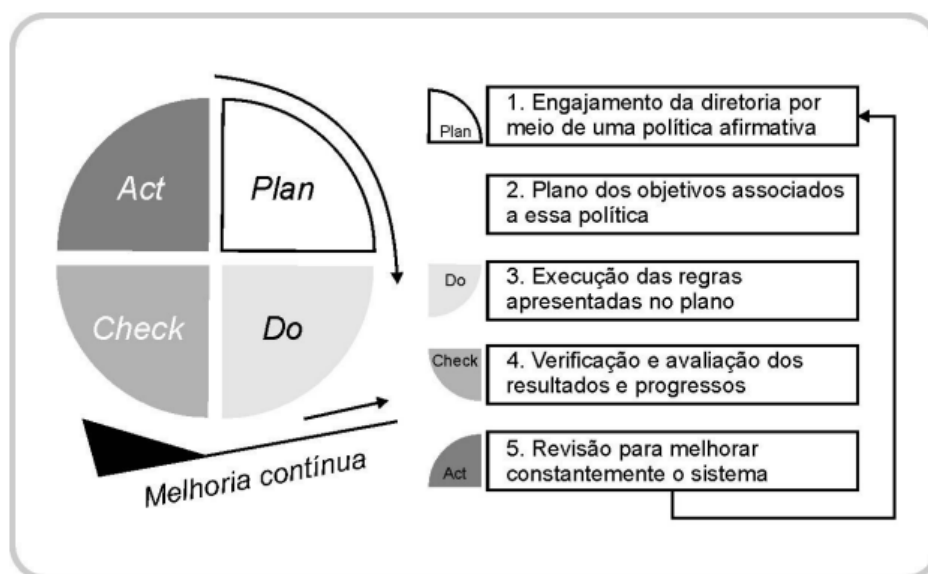 Act
Plan
Check
Do
Melhoria contínua
Plan
1. Engajamento da diretoria por
meio de uma política afirmativa
2. Plano dos objetivos associados
a essa política
Do
3. Execução das regras
apresentadas no plano
Check
4. Verificação e avaliação dos
resultados e progressos
Act
5. Revisão para melhorar
constantemente o sistema